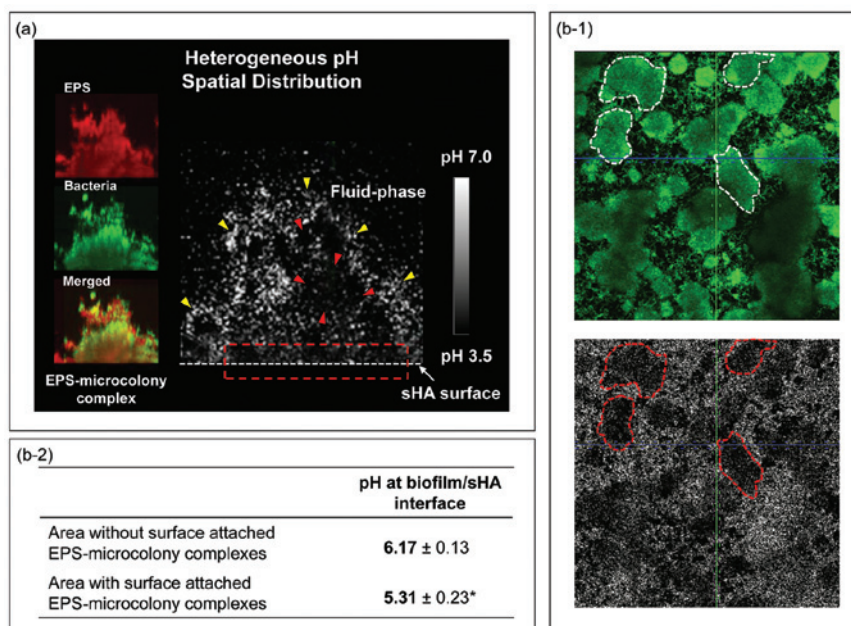 (a)
Heterogeneous pH
Spatial Distribution
EPS
Bacteria
Merged
EPS-microcolony
complex
pH 7.0
Fluid-phase
pH 3.5
sHA surface
(b-1)
(b-2)
pH at biofilm/sHA
interface
Area without surface attached
EPS-microcolony complexes
6.17 ± 0.13
Area with surface attached
EPS-microcolony complexes
5.31 ± 0.23*